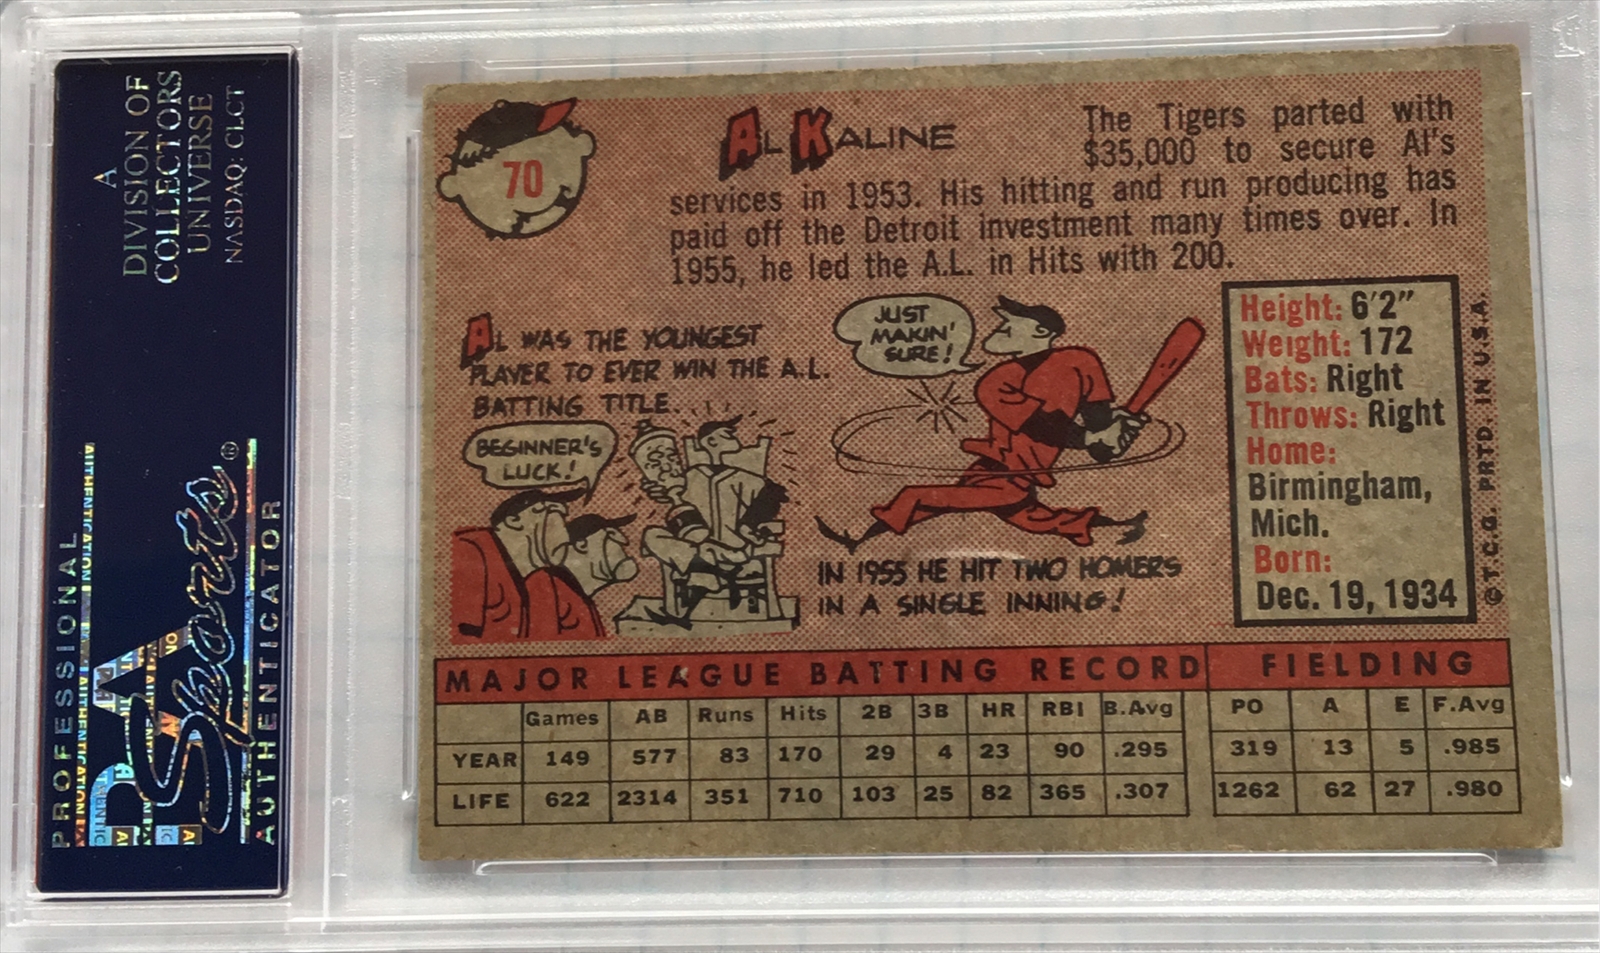 A
DIVISION OF
COLLECTORS
UNIVERSE
NASDAQ: CLCT
PROFESSIONAL
PSA
Sports®
AUTHENTICATOR
70
AL KALINE
The Tigers parted with
$35,000 to secure Al's
services in 1953. His hitting and run producing has
paid off the Detroit investment many times over. In
1955, he led the A.L. in Hits with 200.
AL WAS THE YOUNGEST
PLAYER TO EVER WIN THE A.L.
BATTING TITLE...
BEGINNER'S
LUCK!
JUST
MAKIN'
SURE!
IN 1955 HE HIT TWO HOMERS
IN A SINGLE INNING!
Height: 6'2"
Weight: 172
Bats: Right
Throws: Right
Home:
Birmingham,
Mich.
Born:
Dec. 19, 1934
©T.C.G. PRTD. IN U.S.A.
MAJOR LEAGUE BATTING RECORD FIELDING
Games AB Runs Hits 2B 3B HR RBI B.Avg PO A E F.Avg
YEAR 149 577 83 170 29 4 23 90 .295 319 13 5 .985
LIFE 622 2314 351 710 103 25 82 365 .307 1262 62 27 .980